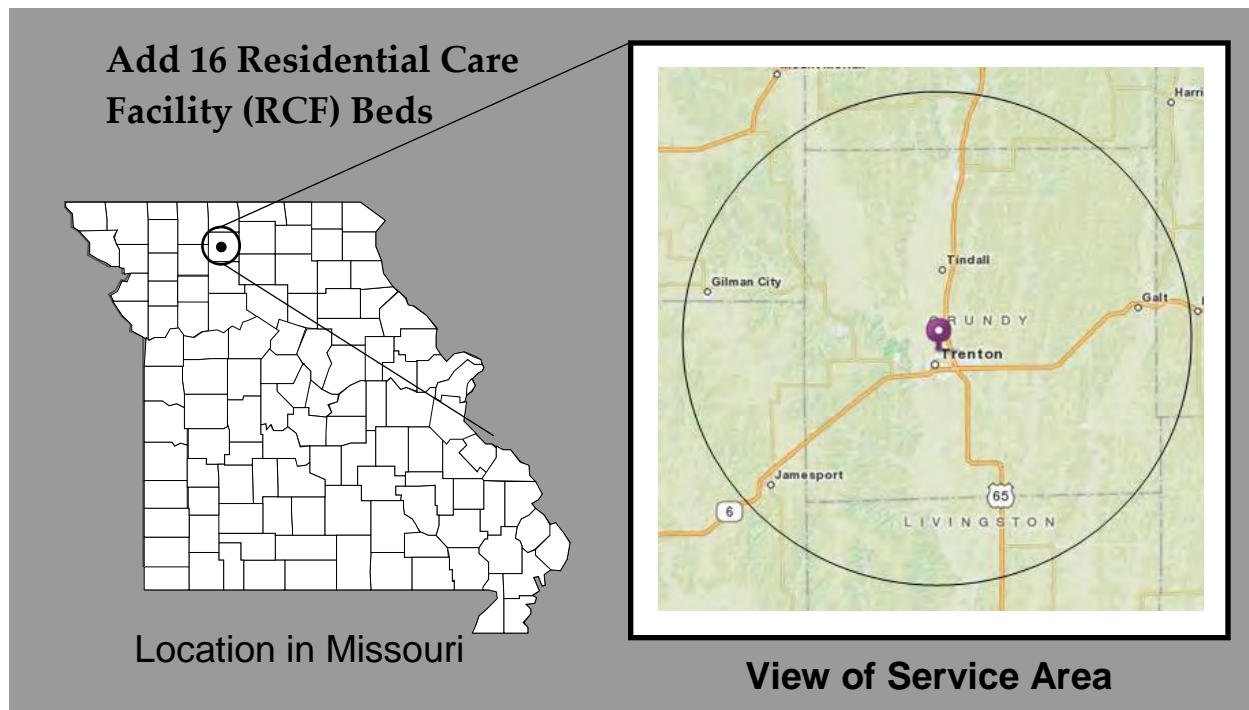 Add 16 Residential Care
Facility (RCF) Beds
Location in Missouri
Harri
Tindall
Gilman City
Galt
GRUNDY
Trenton
Jamesport
65
6
LIVINGSTON
View of Service Area